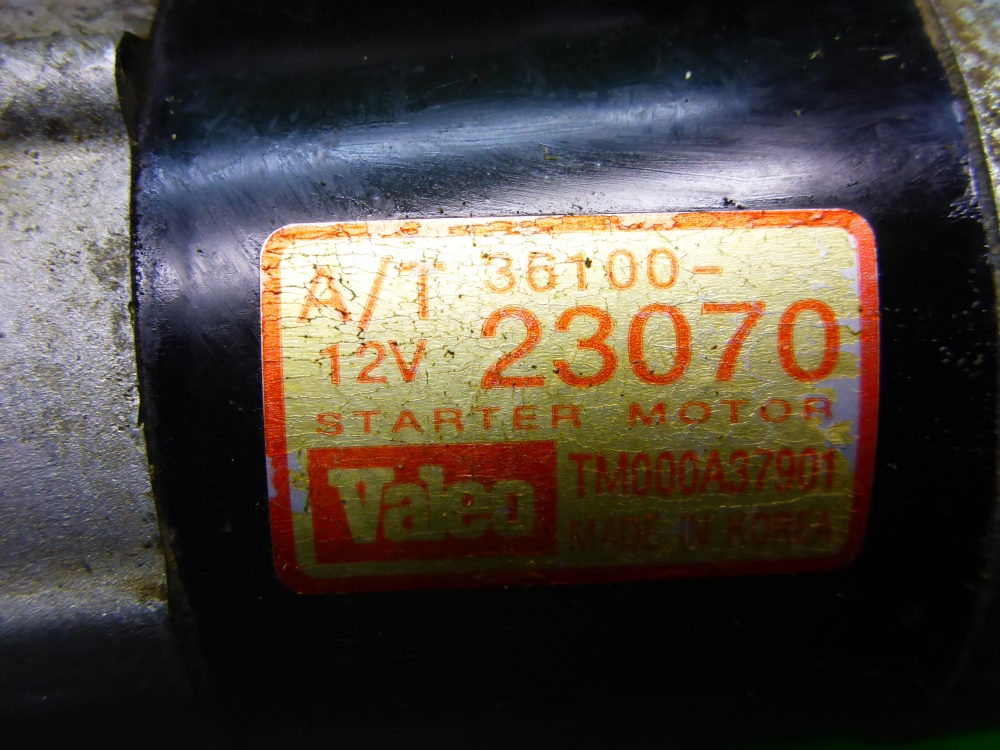 A/T 36100-
12V 23070
STARTER MOTOR
Valeo TM000A37901
MADE IN KOREA